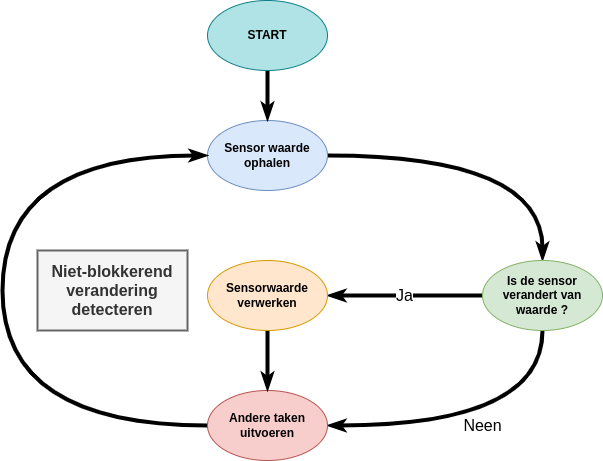 START
Sensor waarde
ophalen
Niet-blokkerend
verandering
detecteren
Sensorwaarde
verwerken
Ja
Is de sensor
verandert van
waarde ?
Andere taken
uitvoeren
Neen